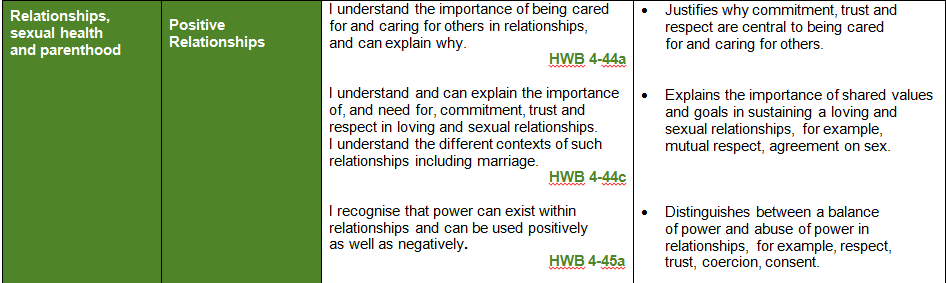 Relationships,
sexual health
and parenthood
Positive
Relationships
I understand the importance of being cared
for and caring for others in relationships,
and can explain why.
HWB 4-44a
I understand and can explain the importance
of, and need for, commitment, trust and
respect in loving and sexual relationships.
I understand the different contexts of such
relationships including marriage.
HWB 4-44c
I recognise that power can exist within
relationships and can be used positively
as well as negatively.
HWB 4-45a
• Justifies why commitment, trust and
respect are central to being cared
for and caring for others.
• Explains the importance of shared values
and goals in sustaining a loving and
sexual relationships, for example,
mutual respect, agreement on sex.
• Distinguishes between a balance
of power and abuse of power in
relationships, for example, respect,
trust, coercion, consent.